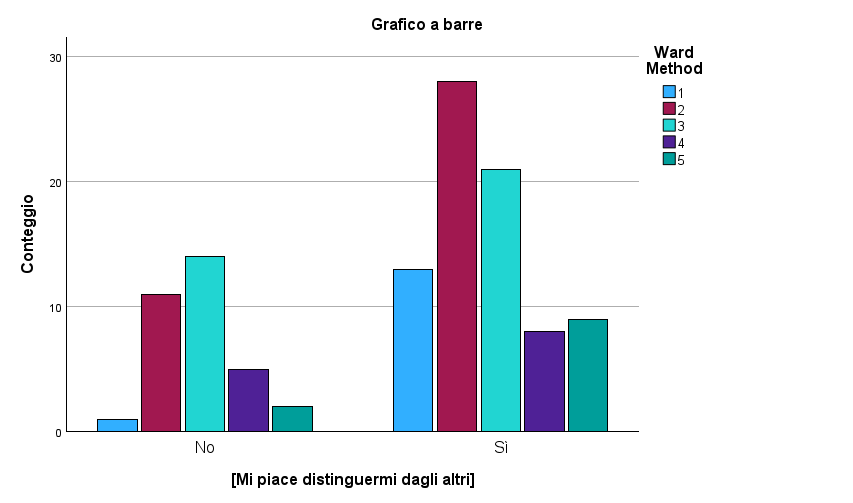 Grafico a barre
Ward
Method
1
2
3
4
5
30
20
10
0
Conteggio
No
Sì
[Mi piace distinguermi dagli altri]